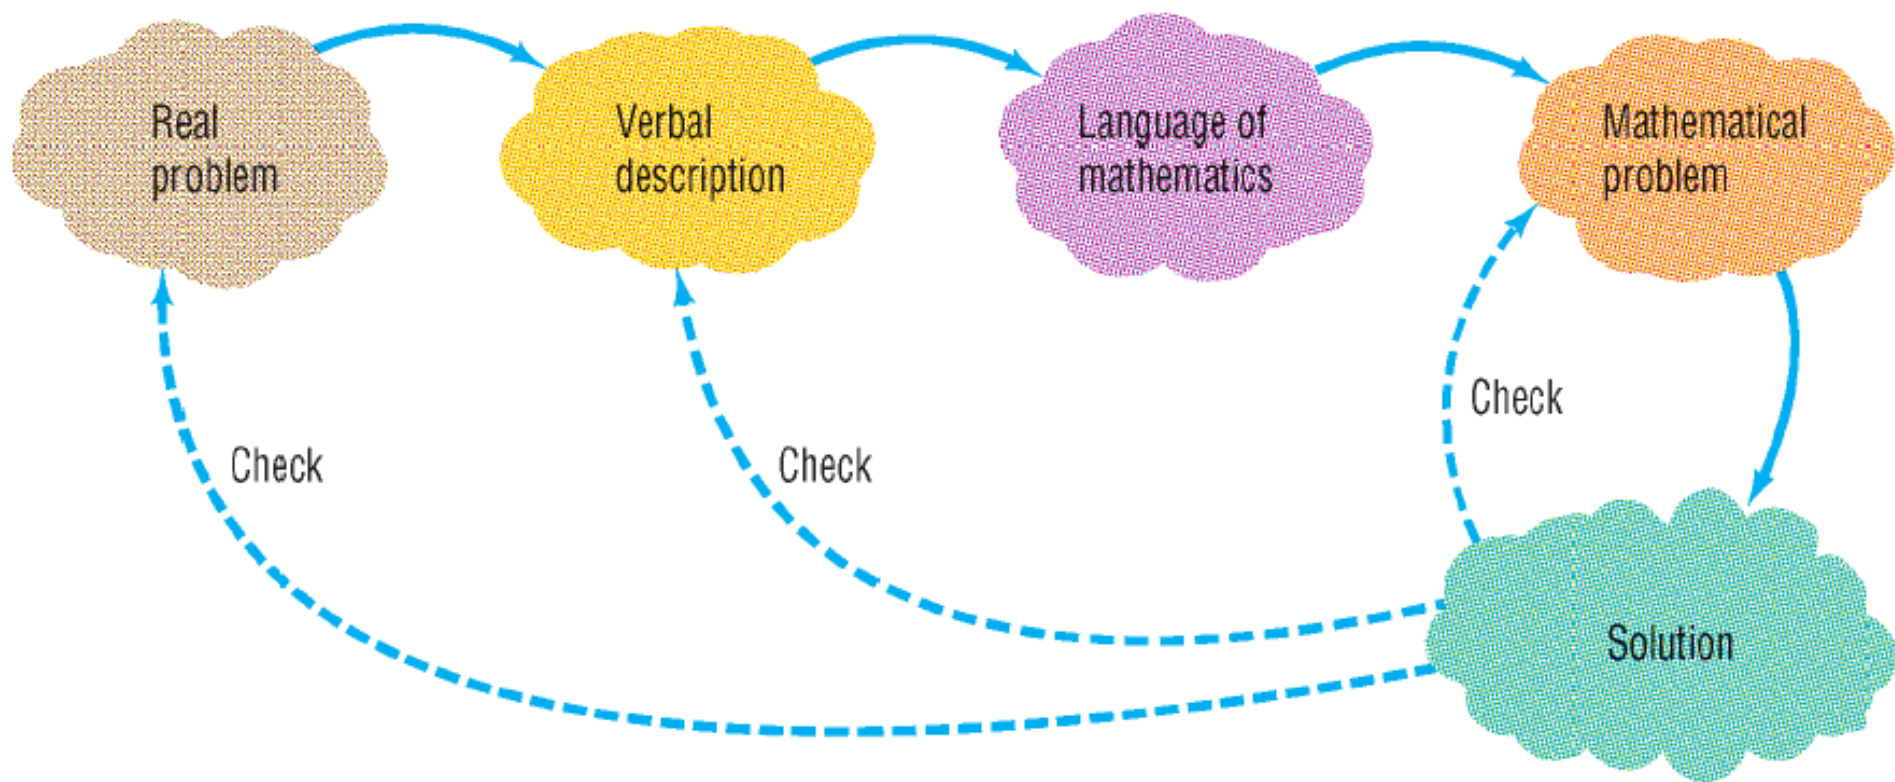 Real
problem
Verbal
description
Language of
mathematics
Mathematical
problem
Check
Check
Check
Solution